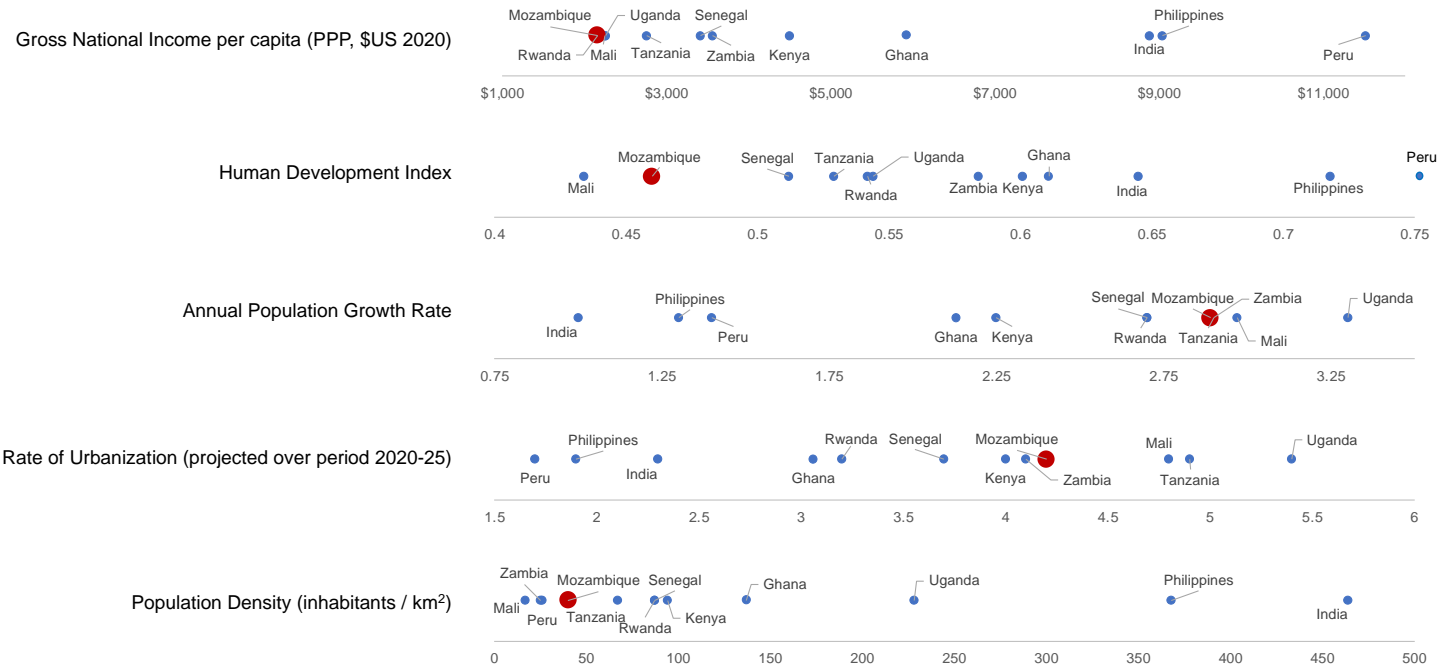 Mozambique Uganda Senegal Philippines
Gross National Income per capita (PPP, $US 2020)
Rwanda Mali Tanzania Zambia Kenya Ghana India Peru
$1,000 $3,000 $5,000 $7,000 $9,000 $11,000
Mozambique Senegal Tanzania Uganda Ghana Peru
Human Development Index
Mali Rwanda Zambia Kenya India Philippines
0.4 0.45 0.5 0.55 0.6 0.65 0.7 0.75
Philippines Senegal Mozambique Zambia Uganda
Annual Population Growth Rate
India Peru Ghana Kenya Rwanda Tanzania Mali
0.75 1.25 1.75 2.25 2.75 3.25
Philippines Rwanda Senegal Mozambique Mali Uganda
Rate of Urbanization (projected over period 2020-25)
Peru India Ghana Kenya Zambia Tanzania
1.5 2 2.5 3 3.5 4 4.5 5 5.5 6
Zambia Mozambique Senegal Ghana Uganda Philippines
Population Density (inhabitants / km²)
Mali Peru Tanzania Rwanda Kenya India
0 50 100 150 200 250 300 350 400 450 500